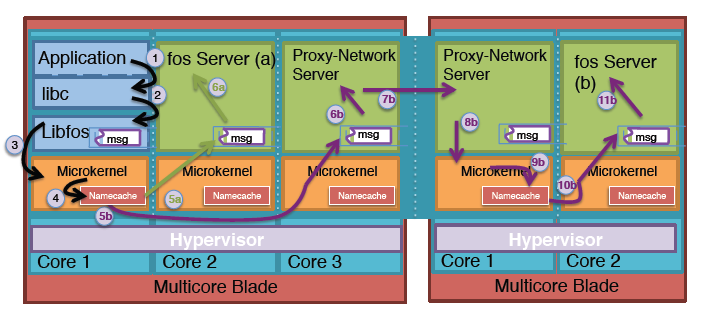 Application
1
libc
2
3
Libfos
msg
Microkernel
4
Namecache
5b
fos Server (a)
6a
msg
Microkernel
5a
Namecache
Proxy-Network
Server
6b
7b
msg
Microkernel
Namecache
Hypervisor
Core 1
Core 2
Core 3
Multicore Blade
Proxy-Network
Server
8b
msg
Microkernel
9b
Namecache
fos Server
(b)
11b
msg
Microkernel
10b
Namecache
Hypervisor
Core 1
Core 2
Multicore Blade